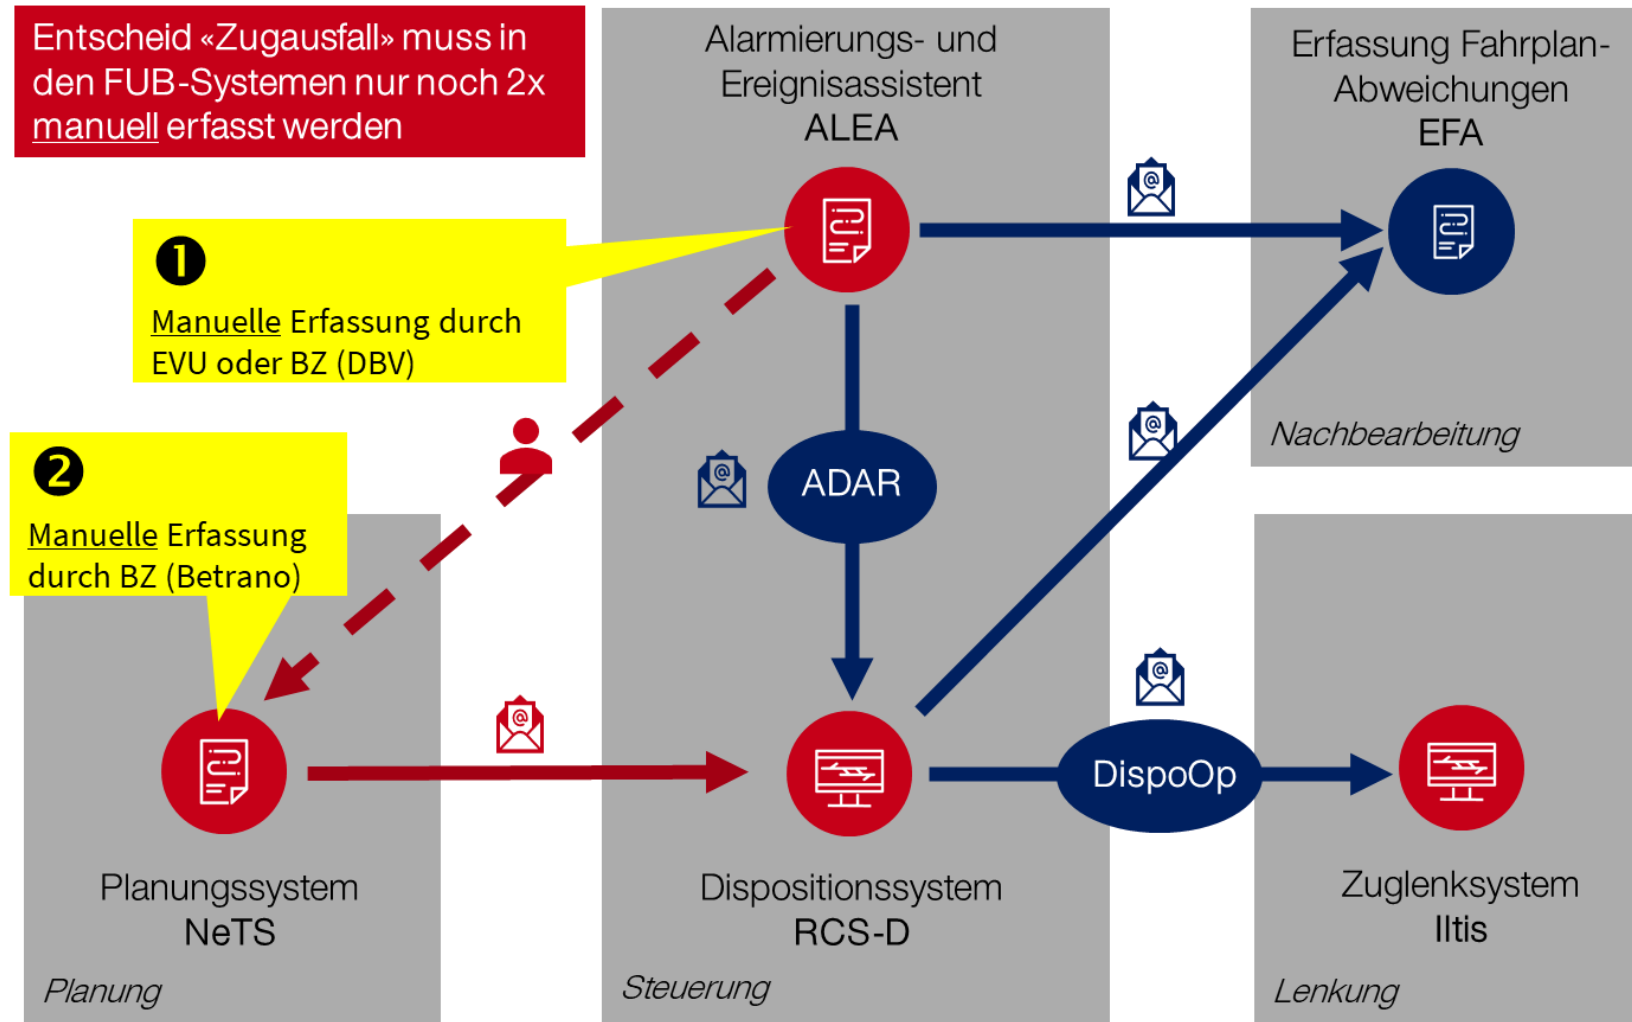 Entscheid «Zugausfall» muss in
den FUB-Systemen nur noch 2x
manuell erfasst werden
Alarmierungs- und
Ereignisassistent
ALEA
Erfassung Fahrplan-
Abweichungen
EFA
@
❶
Manuelle Erfassung durch
EVU oder BZ (DBV)
@
Nachbearbeitung
❷
Manuelle Erfassung
durch BZ (Betrano)
@
ADAR
@
@
DispoOp
Planungssystem
NeTS
Planung
Dispositionssystem
RCS-D
Steuerung
Zuglenksystem
Iltis
Lenkung